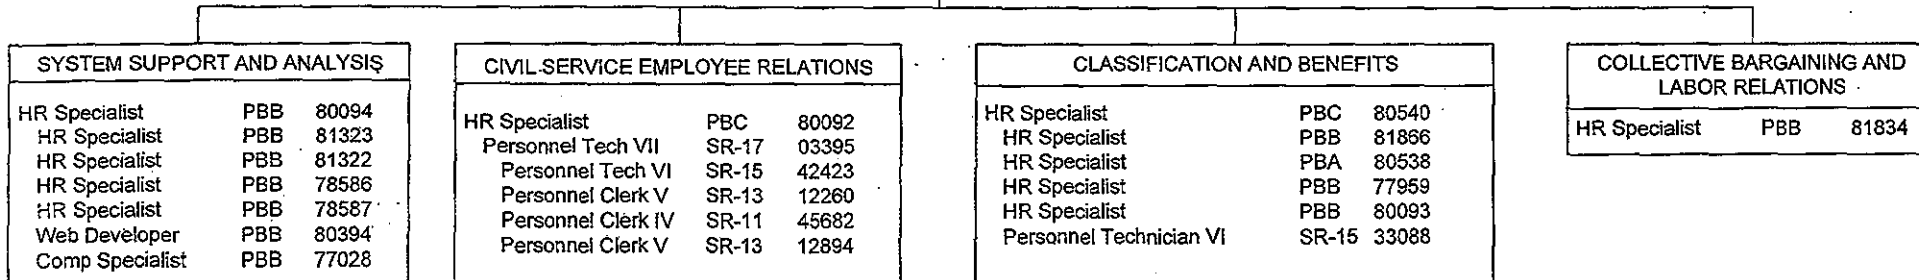 SYSTEM SUPPORT AND ANALYSIS
HR Specialist PBB 80094
HR Specialist PBB 81323
HR Specialist PBB 81322
HR Specialist PBB 78586
HR Specialist PBB 78587
Web Developer PBB 80394
Comp Specialist PBB 77028
CIVIL SERVICE EMPLOYEE RELATIONS
HR Specialist PBC 80092
Personnel Tech VII SR-17 03395
Personnel Tech VI SR-15 42423
Personnel Clerk V SR-13 12260
Personnel Clerk IV SR-11 45682
Personnel Clerk V SR-13 12894
CLASSIFICATION AND BENEFITS
HR Specialist PBC 80540
HR Specialist PBB 81866
HR Specialist PBA 80538
HR Specialist PBB 77959
HR Specialist PBB 80093
Personnel Technician VI SR-15 33088
COLLECTIVE BARGAINING AND
LABOR RELATIONS
HR Specialist PBB 81834